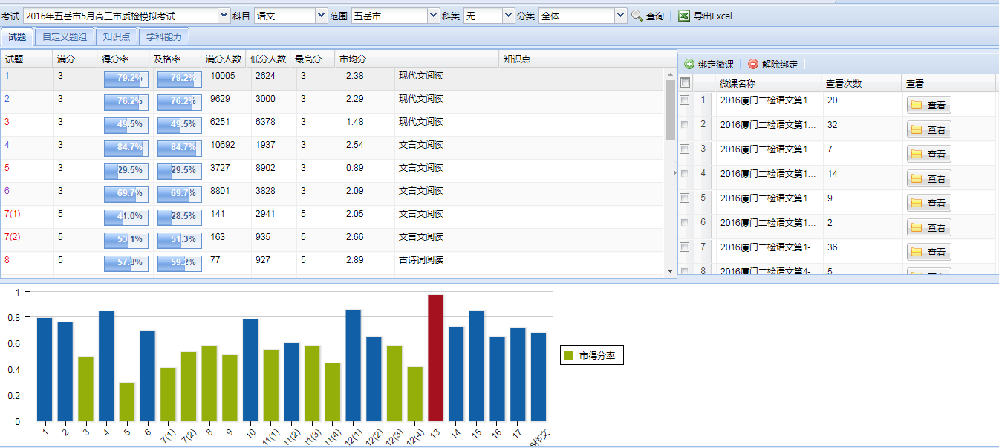 考试 2016年五岳市5月高三市质检模拟考试 科目 语文 范围 五岳市 科类 无 分类 全体 查询 导出Excel
试题 自定义题组 知识点 学科能力
试题 满分 得分率 及格率 满分人数 低分人数 最高分 市均分 知识点
1 3 79.2% 79.2% 10005 2624 3 2.38 现代文阅读
2 3 76.2% 76.2% 9629 3000 3 2.29 现代文阅读
3 3 49.5% 49.5% 6251 6378 3 1.48 现代文阅读
4 3 84.7% 84.7% 10692 1937 3 2.54 文言文阅读
5 3 29.5% 29.5% 3727 8902 3 0.89 文言文阅读
6 3 69.7% 69.7% 8801 3828 3 2.09 文言文阅读
7(1) 5 41.0% 28.5% 141 2941 5 2.05 文言文阅读
7(2) 5 53.1% 51.3% 163 935 5 2.66 文言文阅读
8 5 57.8% 59.2% 77 927 5 2.89 古诗词阅读
绑定微课 解除绑定
微课名称 查看次数 查看
1 2016厦门二检语文第1... 20 查看
2 2016厦门二检语文第1... 32 查看
3 2016厦门二检语文第1... 7 查看
4 2016厦门二检语文第1... 14 查看
5 2016厦门二检语文第1... 9 查看
6 2016厦门二检语文第1... 2 查看
7 2016厦门二检语文第1-... 36 查看
8 2016厦门二检语文第4- 5
1
0.8
0.6
0.4
0.2
0
1 2 3 4 5 6 7(1) 7(2) 8 9 10 11(1) 11(2) 11(3) 11(4) 12(1) 12(2) 12(3) 12(4) 13 14 15 16 17 8作文
市得分率